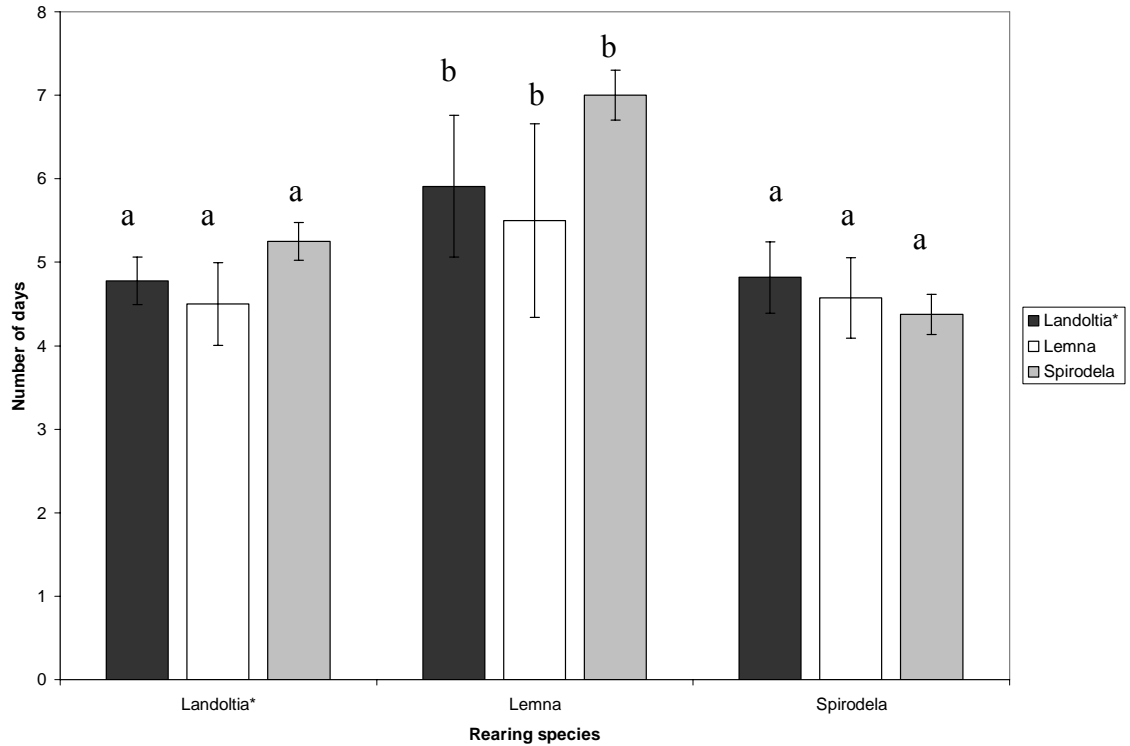 8
7
6
5
4
3
2
1
0
Number of days
a a a
b b b
a a a
Landoltia* Lemna Spirodela
Rearing species
Landoltia*
Lemna
Spirodela